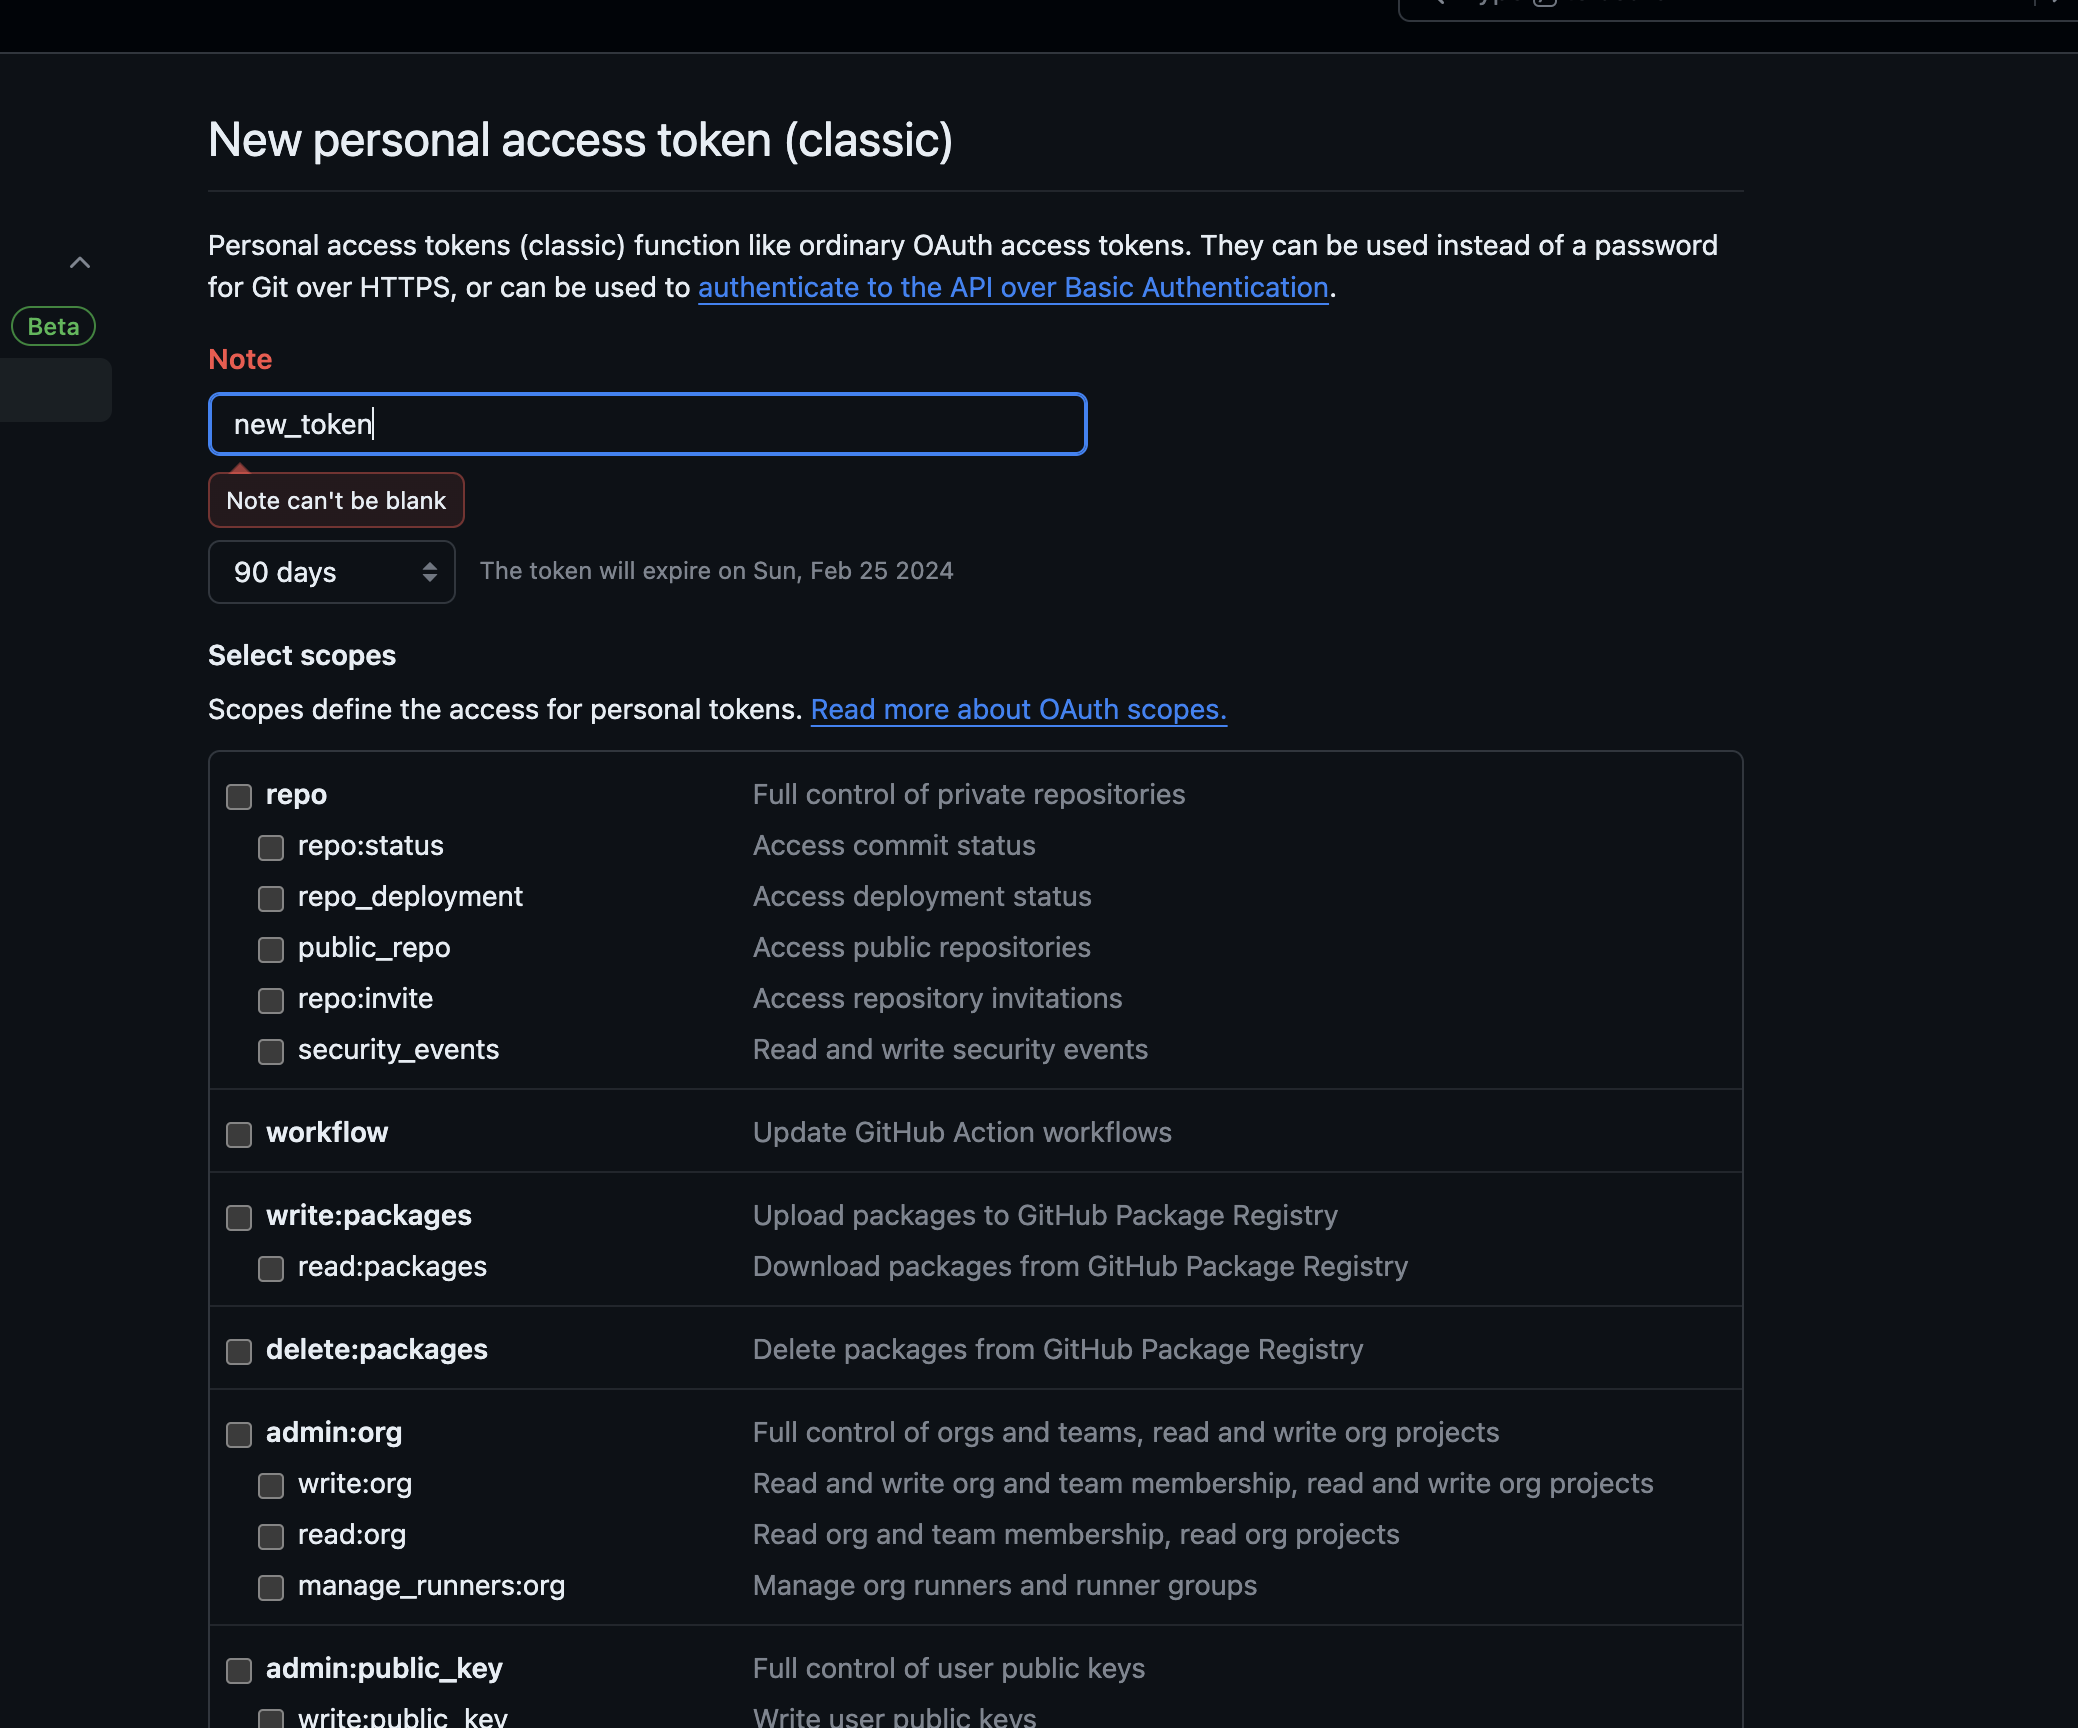 New personal access token (classic)
Personal access tokens (classic) function like ordinary OAuth access tokens. They can be used instead of a password
for Git over HTTPS, or can be used to authenticate to the API over Basic Authentication.
Beta
Note
new_token
Note can't be blank
90 days
The token will expire on Sun, Feb 25 2024
Select scopes
Scopes define the access for personal tokens. Read more about OAuth scopes.
repo Full control of private repositories
repo:status Access commit status
repo_deployment Access deployment status
public_repo Access public repositories
repo:invite Access repository invitations
security_events Read and write security events
workflow Update GitHub Action workflows
write:packages Upload packages to GitHub Package Registry
read:packages Download packages from GitHub Package Registry
delete:packages Delete packages from GitHub Package Registry
admin:org Full control of orgs and teams, read and write org projects
write:org Read and write org and team membership, read and write org projects
read:org Read org and team membership, read org projects
manage_runners:org Manage org runners and runner groups
admin:public_key Full control of user public keys
write:public_key Write user public keys